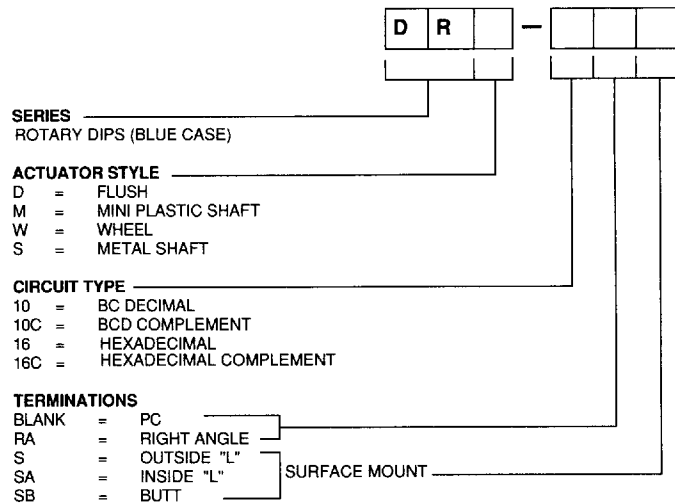 D R —
SERIES
ROTARY DIPS (BLUE CASE)
ACTUATOR STYLE
D = FLUSH
M = MINI PLASTIC SHAFT
W = WHEEL
S = METAL SHAFT
CIRCUIT TYPE
10 = BC DECIMAL
10C = BCD COMPLEMENT
16 = HEXADECIMAL
16C = HEXADECIMAL COMPLEMENT
TERMINATIONS
BLANK = PC
RA = RIGHT ANGLE
S = OUTSIDE "L"
SA = INSIDE "L" SURFACE MOUNT
SB = BUTT